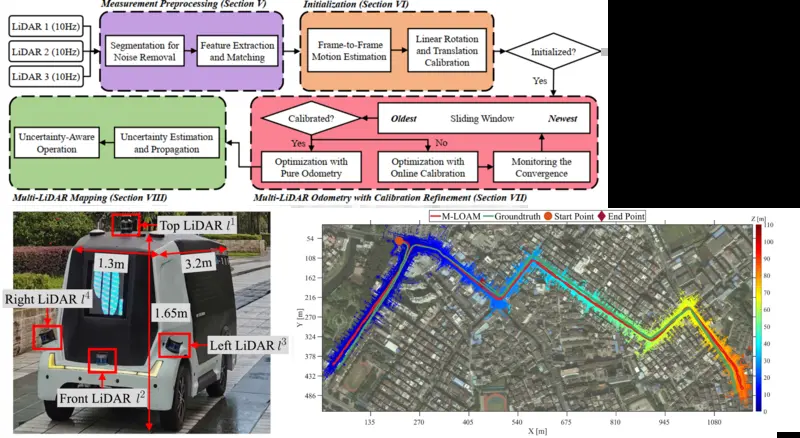 Measurement Preprocessing (Section V)
Initialization (Section VI)
LiDAR 1 (10Hz)
LiDAR 2 (10Hz)
LiDAR 3 (10Hz)
Segmentation for
Noise Removal
Feature Extraction
and Matching
Frame-to-Frame
Motion Estimation
Linear Rotation
and Translation
Calibration
Initialized?
Yes
Uncertainty-Aware
Operation
Uncertainty Estimation
and Propagation
Calibrated?
Oldest Sliding Window Newest
Yes
No
Optimization with
Pure Odometry
Optimization with
Online Calibration
Monitoring the
Convergence
Multi-LiDAR Mapping (Section VIII)
Multi-LiDAR Odometry with Calibration Refinement (Section VII)
Top LiDAR l¹
1.3m
3.2m
Right LiDAR l⁴
1.65m
Left LiDAR l³
Front LiDAR l²
M-LOAM Groundtruth Start Point End Point
Z [m]
110
100
90
80
70
60
50
40
30
20
10
0
Y [m]
54
108
162
216
270
324
378
432
486
135 270 405 540 675 810 945 1080
X [m]